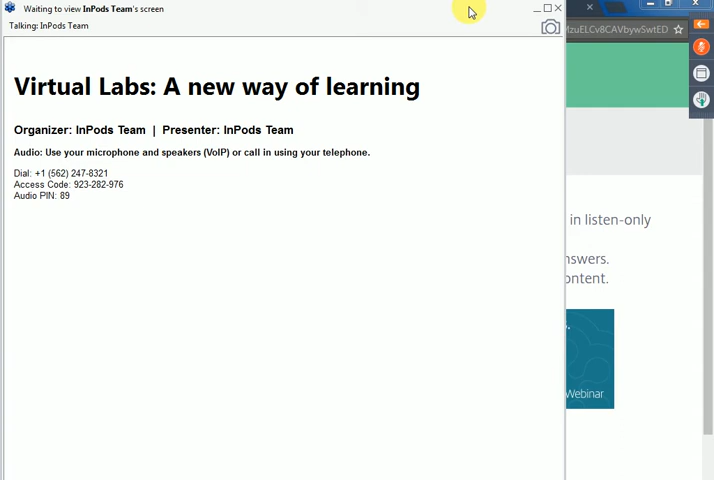 Waiting to view InPods Team's screen
Talking: InPods Team
MzuELCv8CAVbywSwtED
Virtual Labs: A new way of learning
Organizer: InPods Team | Presenter: InPods Team
Audio: Use your microphone and speakers (VoIP) or call in using your telephone.
Dial: +1 (562) 247-8321
Access Code: 923-282-976
Audio PIN: 89
in listen-only
nswers.
ontent.
s.
Webinar